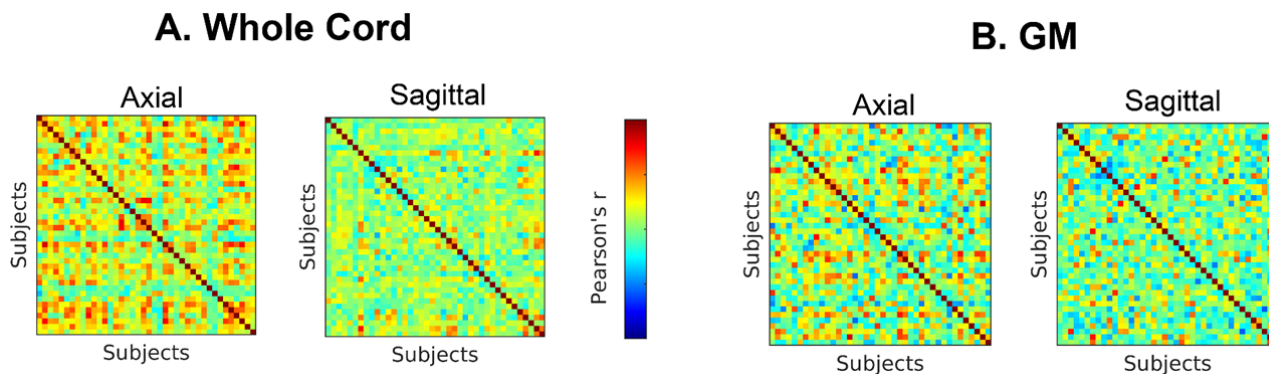 A. Whole Cord
B. GM
Axial
Sagittal
Axial
Sagittal
Subjects
Subjects
Pearson's r
Subjects
Subjects
Subjects
Subjects
Subjects
Subjects